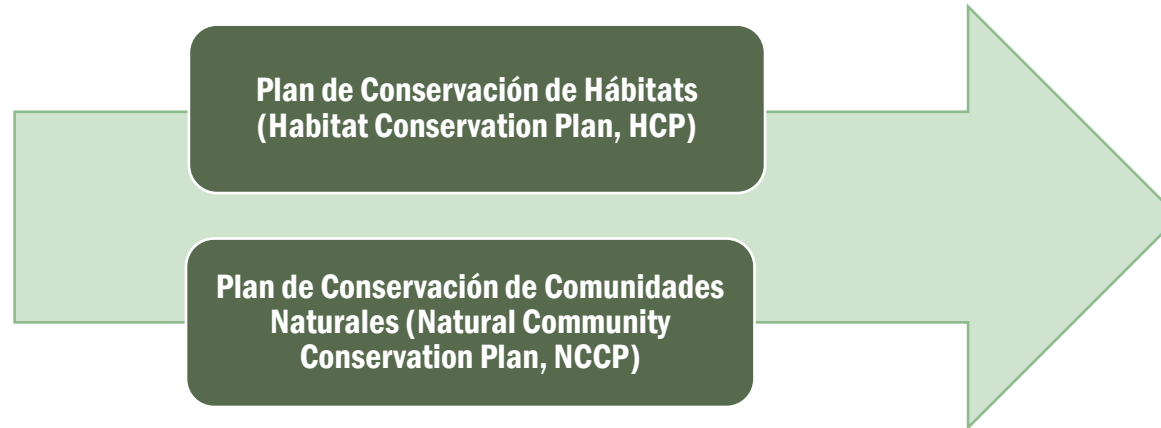 Plan de Conservación de Hábitats
(Habitat Conservation Plan, HCP)
Plan de Conservación de Comunidades
Naturales (Natural Community
Conservation Plan, NCCP)